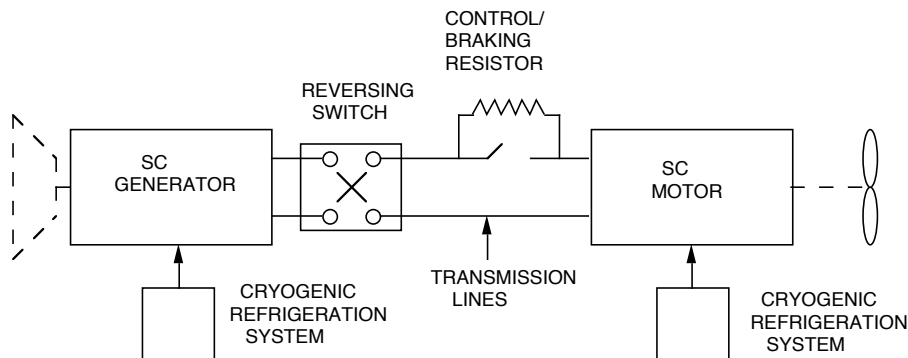 CONTROL/
BRAKING
RESISTOR
REVERSING
SWITCH
SC
GENERATOR
SC
MOTOR
TRANSMISSION
LINES
CRYOGENIC
REFRIGERATION
SYSTEM
CRYOGENIC
REFRIGERATION
SYSTEM